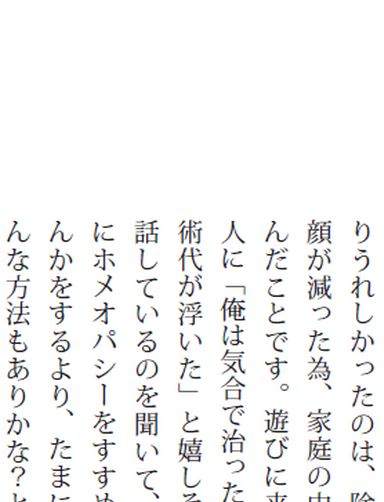 りうれしかったのは、険
顔が減った為、家庭の中
んだことです。遊びに来
人に「俺は気合で治った
術代が浮いた」と嬉しそ
話しているのを聞いて、
にホメオパシーをすすめ
んかをするより、たまに
んな方法もありかな？と